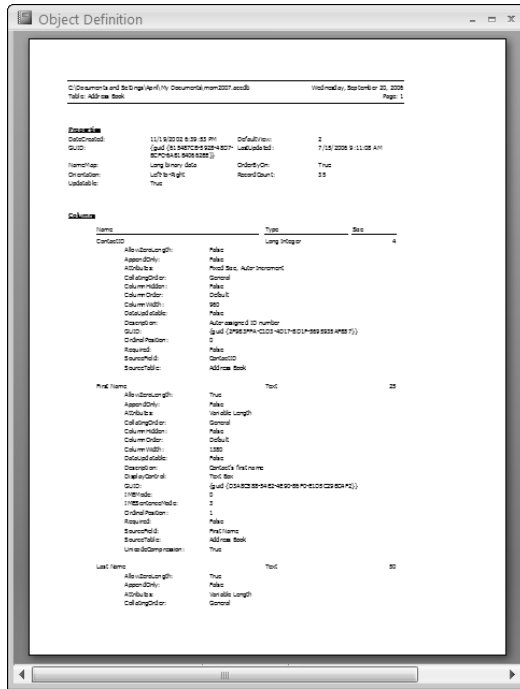 Object Definition
C:\Documents and Settings\April\My Documents\mom2007.accdb Wednesday, September 20, 2006
Table: Address Book Page: 1
Properties
DateCreated: 11/19/2002 6:39:53 PM DefaultView: 2
GUID: LastUpdated: 7/15/2006 9:11:08 AM
NameMap: Long binary data OrderByOn: True
Orientation: Left-to-Right RecordCount: 35
Updatable: True
Columns
Name Type Size
ContactID Long Integer 4
AllowZeroLength: False
AppendOnly: False
Attributes: Fixed Size, Auto-Increment
CollatingOrder: General
ColumnHidden: False
ColumnOrder: Default
ColumnWidth: 960
DataUpdatable: False
Description: Auto-assigned ID number
GUID:
OrdinalPosition: 0
Required: False
SourceField: ContactID
SourceTable: Address Book
First Name Text 25
AllowZeroLength: True
AppendOnly: False
Attributes: Variable Length
CollatingOrder: General
ColumnHidden: False
ColumnOrder: Default
ColumnWidth: 1380
DataUpdatable: False
Description: Contact's first name
DisplayControl: Text Box
GUID:
IMEMode: 0
IMESentenceMode: 3
OrdinalPosition: 1
Required: False
SourceField: First Name
SourceTable: Address Book
UnicodeCompression: True
Last Name Text 50
AllowZeroLength: True
AppendOnly: False
Attributes: Variable Length
CollatingOrder: General